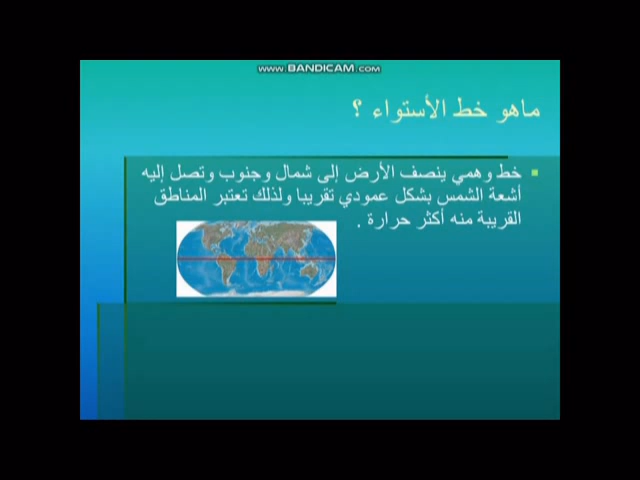 www.BANDICAM.com
ماهو خط الأستواء ؟
خط وهمي ينصف الأرض إلى شمال وجنوب وتصل إليه
أشعة الشمس بشكل عمودي تقريبا ولذلك تعتبر المناطق
القريبة منه أكثر حرارة .